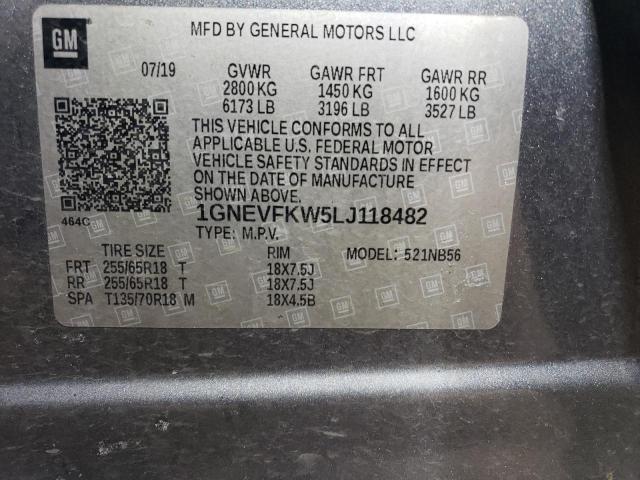 GM
MFD BY GENERAL MOTORS LLC
07/19 GVWR GAWR FRT GAWR RR
2800 KG 1450 KG 1600 KG
6173 LB 3196 LB 3527 LB
THIS VEHICLE CONFORMS TO ALL
APPLICABLE U.S. FEDERAL MOTOR
VEHICLE SAFETY STANDARDS IN EFFECT
ON THE DATE OF MANUFACTURE
SHOWN ABOVE.
464C
1GNEVFKW5LJ118482
TYPE: M.P.V.
TIRE SIZE RIM MODEL: 521NB56
FRT 255/65R18 T 18X7.5J
RR 255/65R18 T 18X7.5J
SPA T135/70R18 M 18X4.5B